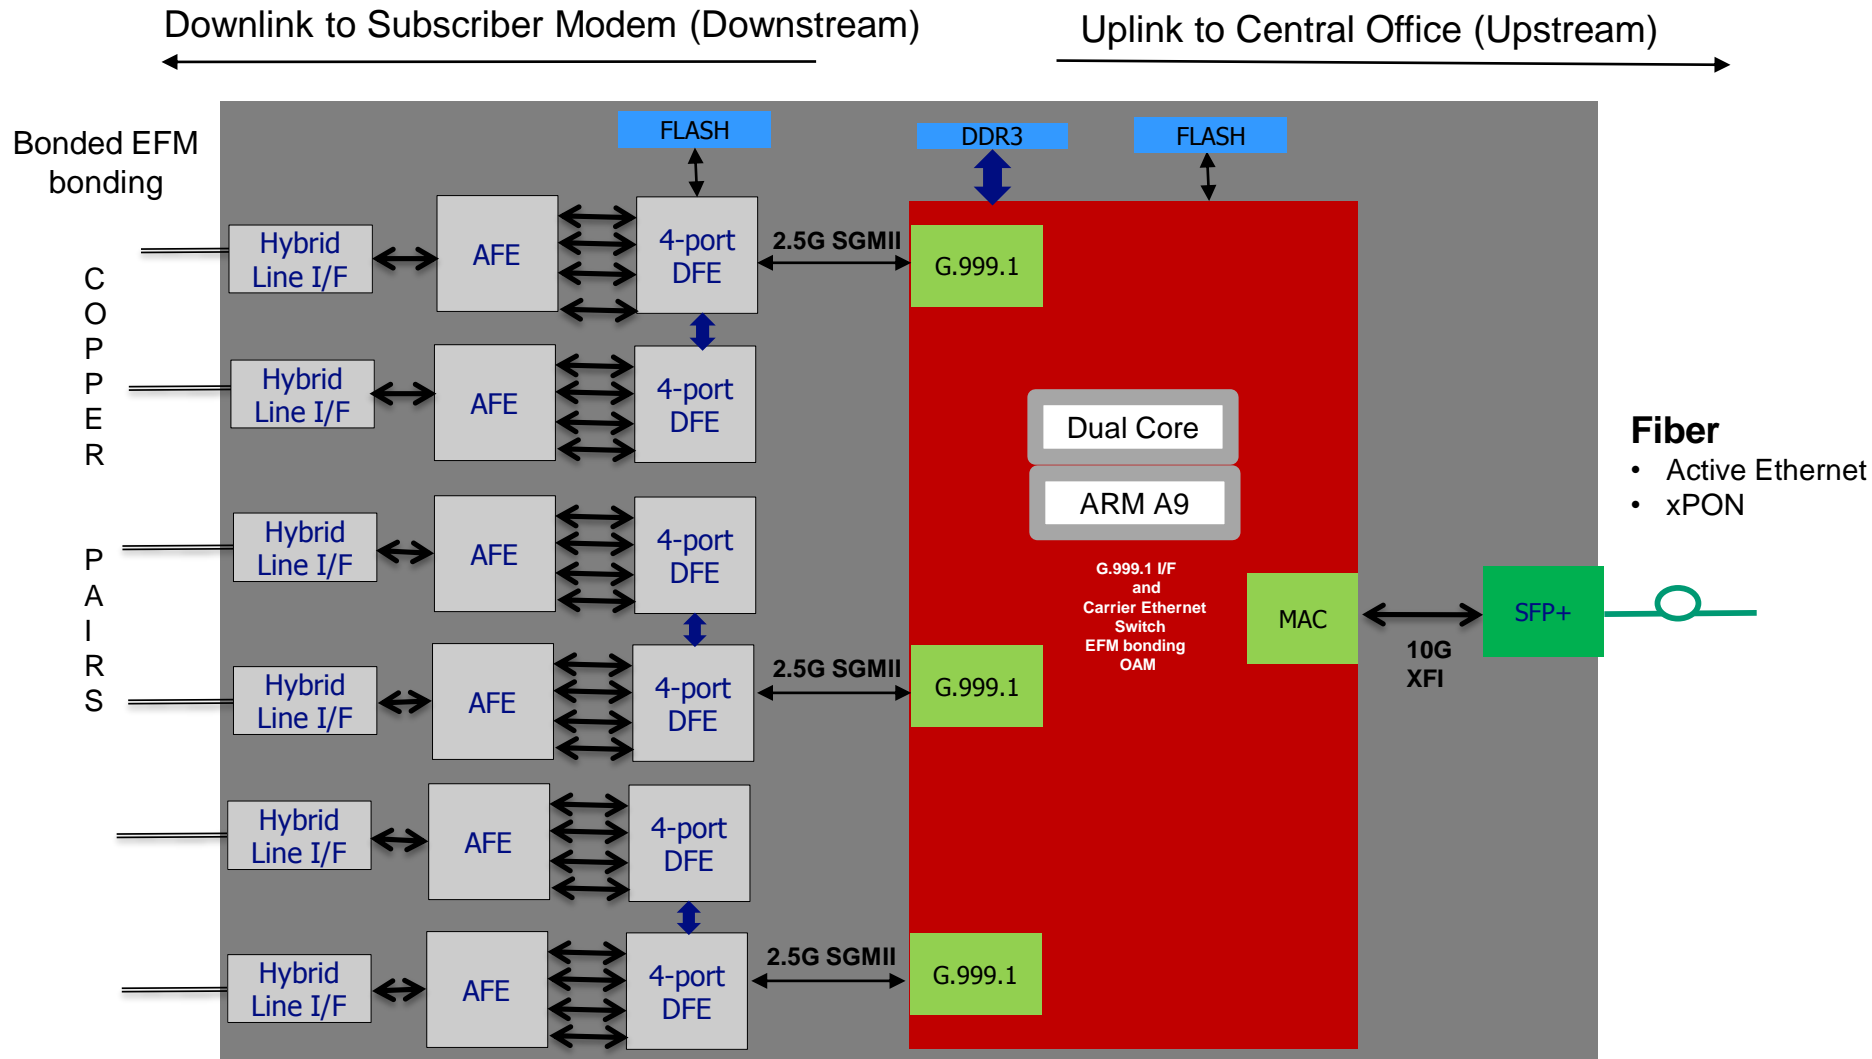 Downlink to Subscriber Modem (Downstream)
Uplink to Central Office (Upstream)
Bonded EFM
bonding
FLASH
DDR3
FLASH
C
O
P
P
E
R
P
A
I
R
S
Hybrid
Line I/F
AFE
4-port
DFE
2.5G SGMII
G.999.1
Hybrid
Line I/F
AFE
4-port
DFE
Hybrid
Line I/F
AFE
4-port
DFE
Hybrid
Line I/F
AFE
4-port
DFE
2.5G SGMII
G.999.1
Hybrid
Line I/F
AFE
4-port
DFE
Hybrid
Line I/F
AFE
4-port
DFE
2.5G SGMII
G.999.1
Dual Core
ARM A9
G.999.1 I/F
and
Carrier Ethernet
Switch
EFM bonding
OAM
MAC
10G
XFI
SFP+
Fiber
• Active Ethernet
• xPON